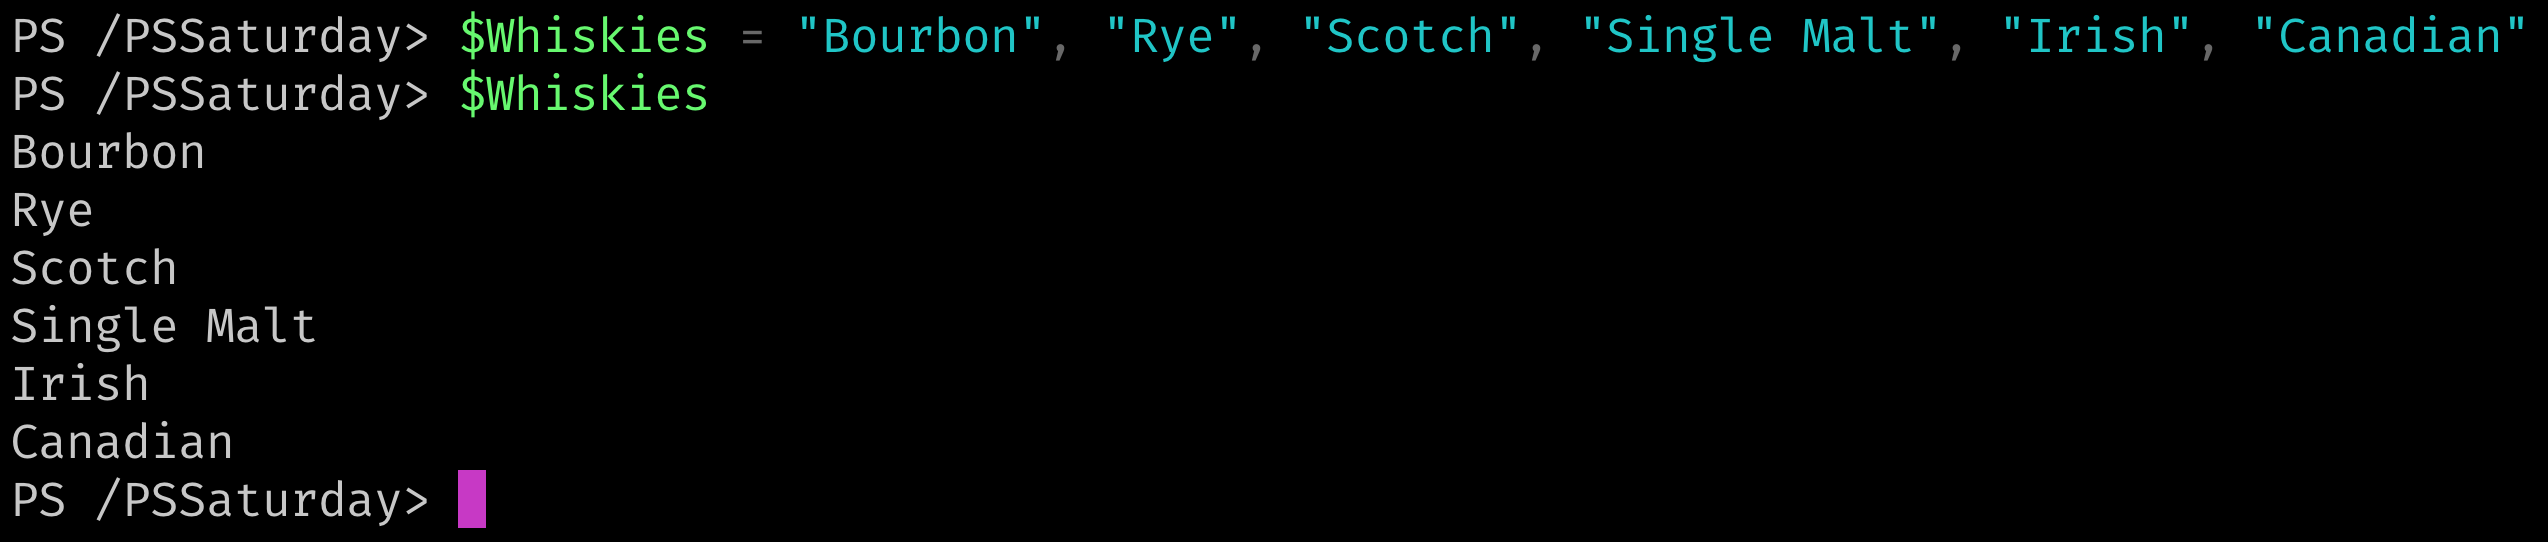 PS /PSSaturday> $Whiskies = "Bourbon", "Rye", "Scotch", "Single Malt", "Irish", "Canadian"
PS /PSSaturday> $Whiskies
Bourbon
Rye
Scotch
Single Malt
Irish
Canadian
PS /PSSaturday>